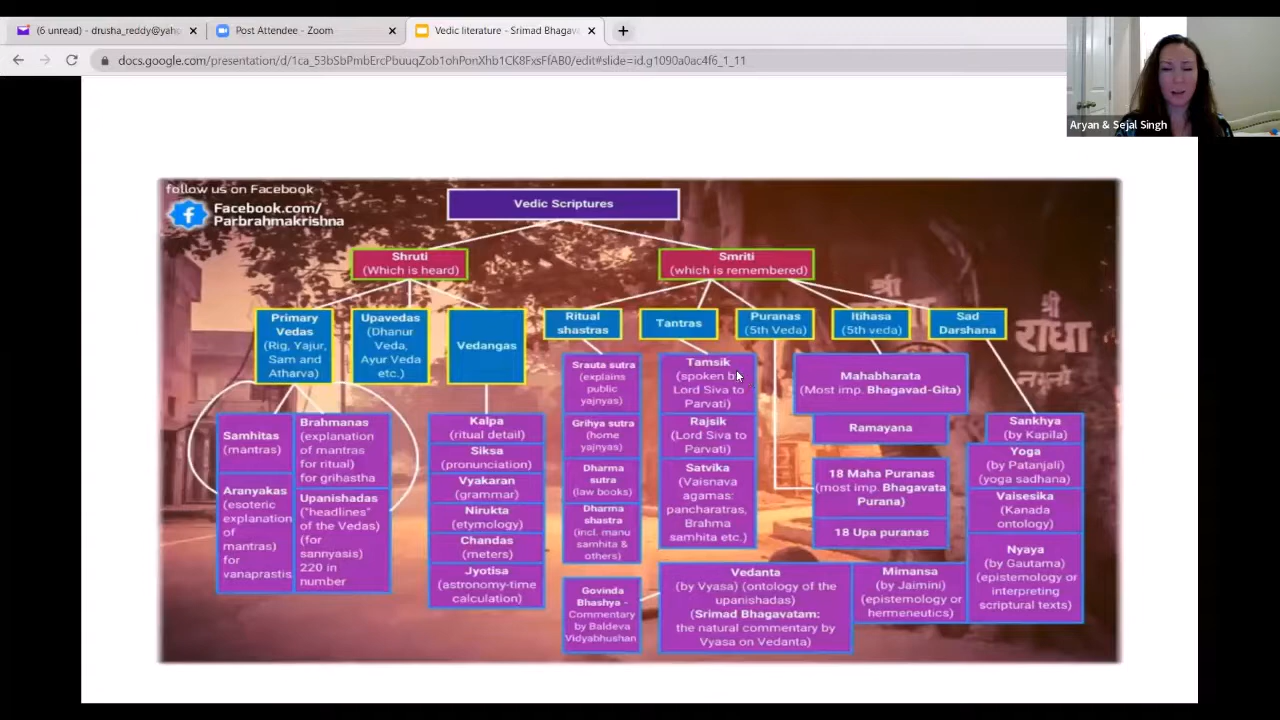 (6 unread) - drusha_reddy@yah
Post Attendee - Zoom
Vedic literature - Srimad Bhagav
docs.google.com/presentation/d/1ca_53bSbPmbErcPbuuqZob1ohPonXhb1CK8FxsFfAB0/edit#slide=id.g1090a0ac4f6_1_11
Aryan & Sejal Singh
follow us on Facebook
Facebook.com/
Parbrahmakrishna
Vedic Scriptures
Shruti
(Which is heard)
Smriti
(which is remembered)
Primary
Vedas
(Rig, Yajur,
Sam and
Atharva)
Upavedas
(Dhanur
Veda,
Ayur Veda
etc.)
Vedangas
Ritual
shastras
Tantras
Puranas
(5th Veda)
Itihasa
(5th veda)
Sad
Darshana
Samhitas
(mantras)
Aranyakas
(esoteric
explanation
of
mantras)
for
vanaprastis
Brahmanas
(explanation
of mantras
for ritual)
for grihastha
Upanishadas
("headlines"
of the Vedas)
(for
sannyasis)
220 in
number
Kalpa
(ritual detail)
Siksa
(pronunciation)
Vyakaran
(grammar)
Nirukta
(etymology)
Chandas
(meters)
Jyotisa
(astronomy-time
calculation)
Srauta sutra
(explains
public
yajnyas)
Grihya sutra
(home
yajnyas)
Dharma
sutra
(law books)
Dharma
shastra
(incl. manu
samhita &
others)
Govinda
Bhashya -
Commentary
by Baldeva
Vidyabhushan
Tamsik
(spoken by
Lord Siva to
Parvati)
Rajsik
(Lord Siva to
Parvati)
Satvika
(Vaisnava
agamas:
pancharatras,
Brahma
samhita etc.)
Mahabharata
(Most imp. Bhagavad-Gita)
Ramayana
18 Maha Puranas
(most imp. Bhagavata
Purana)
18 Upa puranas
Sankhya
(by Kapila)
Yoga
(by Patanjali)
(yoga sadhana)
Vaisesika
(Kanada
ontology)
Nyaya
(by Gautama)
(epistemology or
interpreting
scriptural texts)
Vedanta
(by Vyasa) (ontology of the
upanishadas)
(Srimad Bhagavatam:
the natural commentary by
Vyasa on Vedanta)
Mimansa
(by Jaimini)
(epistemology or
hermeneutics)
श्री
श्री
राधा